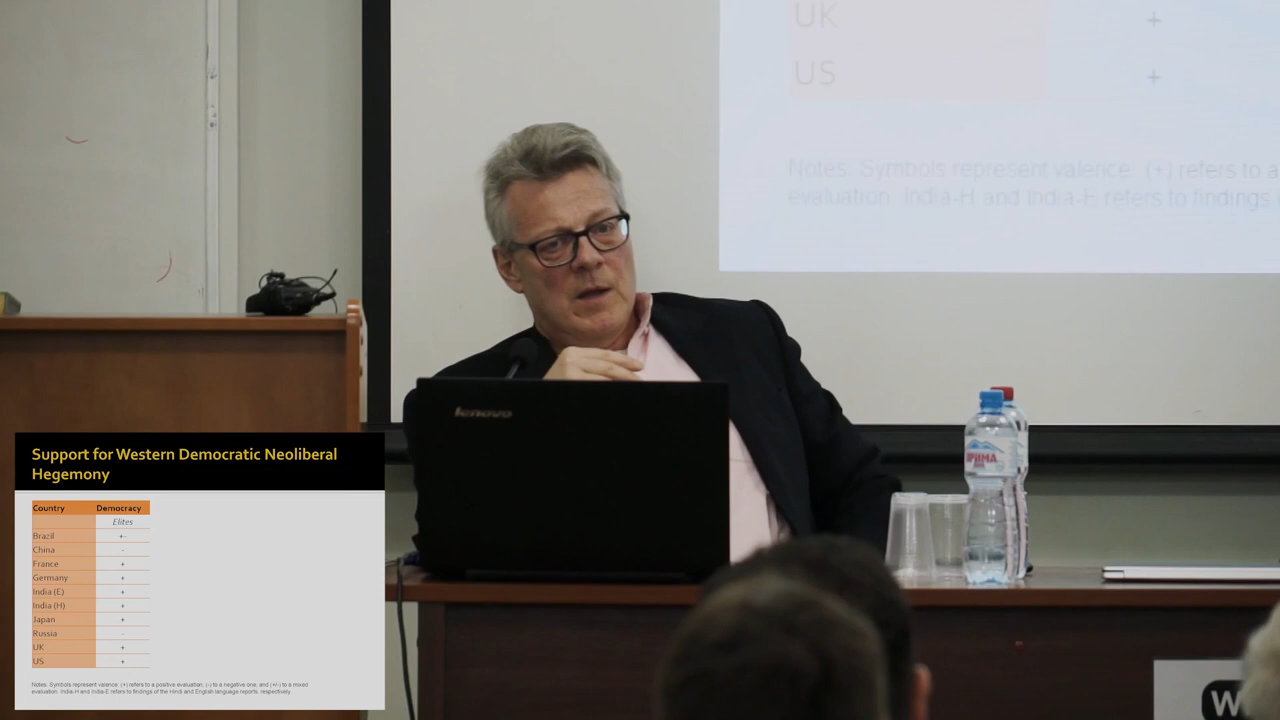 UK +
US +
Notes: Symbols represent valence. (+) refers to a
evaluation. India-H and India-E refers to findings
lenovo
ПРИМА
Support for Western Democratic Neoliberal
Hegemony
Country Democracy
Elites
Brazil +-
China -
France +
Germany +
India (E) +
India (H) +
Japan +
Russia -
UK +
US +
Notes: Symbols represent valence. (+) refers to a positive evaluation, (-) to a negative one, and (+/-) to a mixed
evaluation. India-H and India-E refers to findings of the Hindi and English language reports, respectively.
W